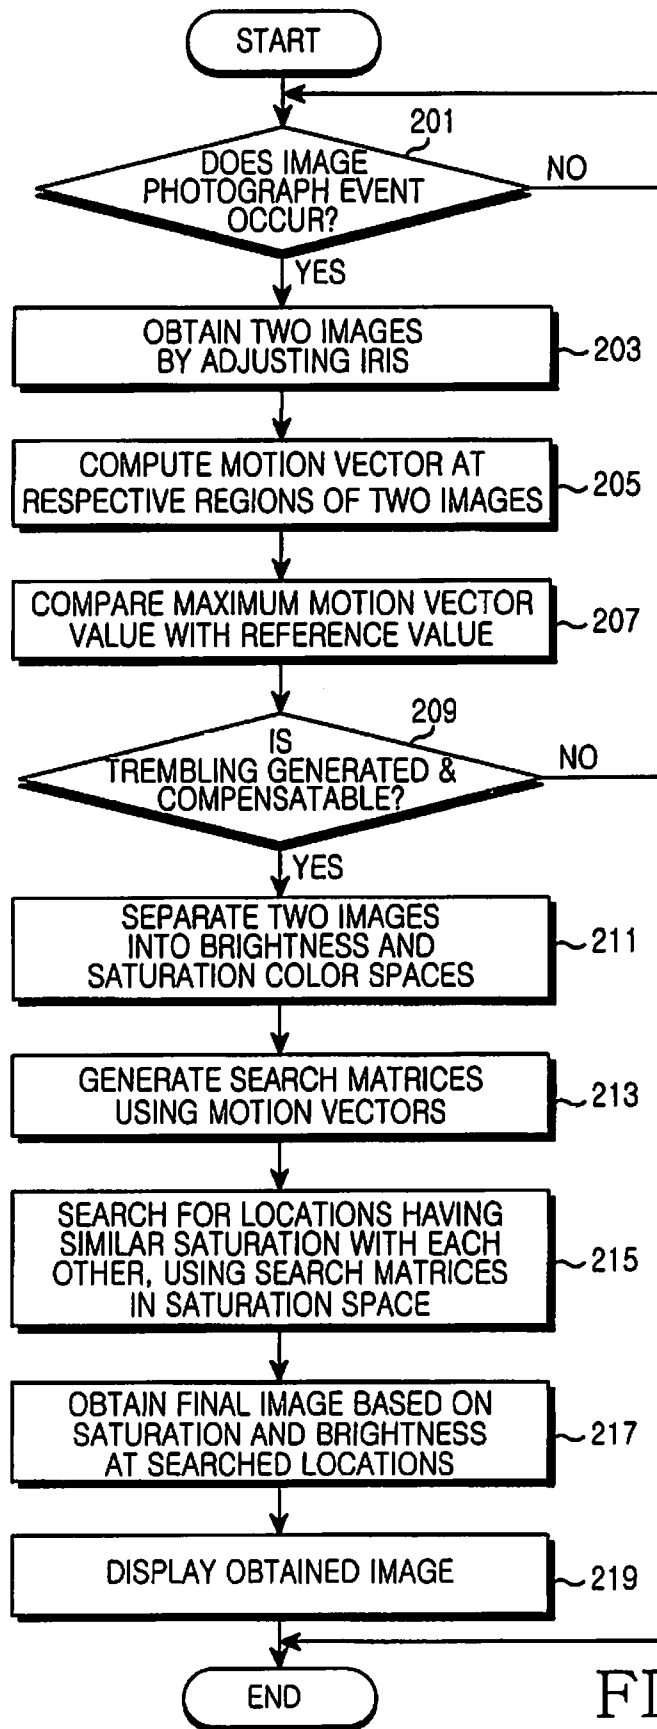 START
201
DOES IMAGE
PHOTOGRAPH EVENT
OCCUR?
NO
YES
OBTAIN TWO IMAGES
BY ADJUSTING IRIS
203
COMPUTE MOTION VECTOR AT
RESPECTIVE REGIONS OF TWO IMAGES
205
COMPARE MAXIMUM MOTION VECTOR
VALUE WITH REFERENCE VALUE
207
209
IS
TREMBLING GENERATED &
COMPENSATABLE?
NO
YES
SEPARATE TWO IMAGES
INTO BRIGHTNESS AND
SATURATION COLOR SPACES
211
GENERATE SEARCH MATRICES
USING MOTION VECTORS
213
SEARCH FOR LOCATIONS HAVING
SIMILAR SATURATION WITH EACH
OTHER, USING SEARCH MATRICES
IN SATURATION SPACE
215
OBTAIN FINAL IMAGE BASED ON
SATURATION AND BRIGHTNESS
AT SEARCHED LOCATIONS
217
DISPLAY OBTAINED IMAGE
219
END